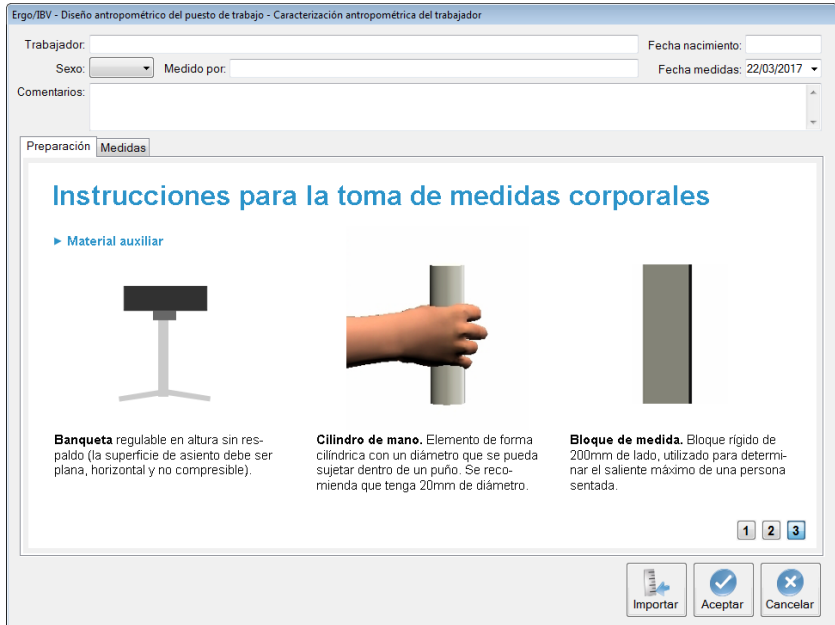 Ergo/IBV - Diseño antropométrico del puesto de trabajo - Caracterización antropométrica del trabajador
Trabajador:
Fecha nacimiento:
Sexo:
Medido por:
Fecha medidas: 22/03/2017
Comentarios:
Preparación
Medidas
Instrucciones para la toma de medidas corporales
► Material auxiliar
Banqueta regulable en altura sin res-
paldo (la superficie de asiento debe ser
plana, horizontal y no compresible).
Cilindro de mano. Elemento de forma
cilíndrica con un diámetro que se pueda
sujetar dentro de un puño. Se reco-
mienda que tenga 20mm de diámetro.
Bloque de medida. Bloque rígido de
200mm de lado, utilizado para determi-
nar el saliente máximo de una persona
sentada.
1 2 3
Importar
Aceptar
Cancelar